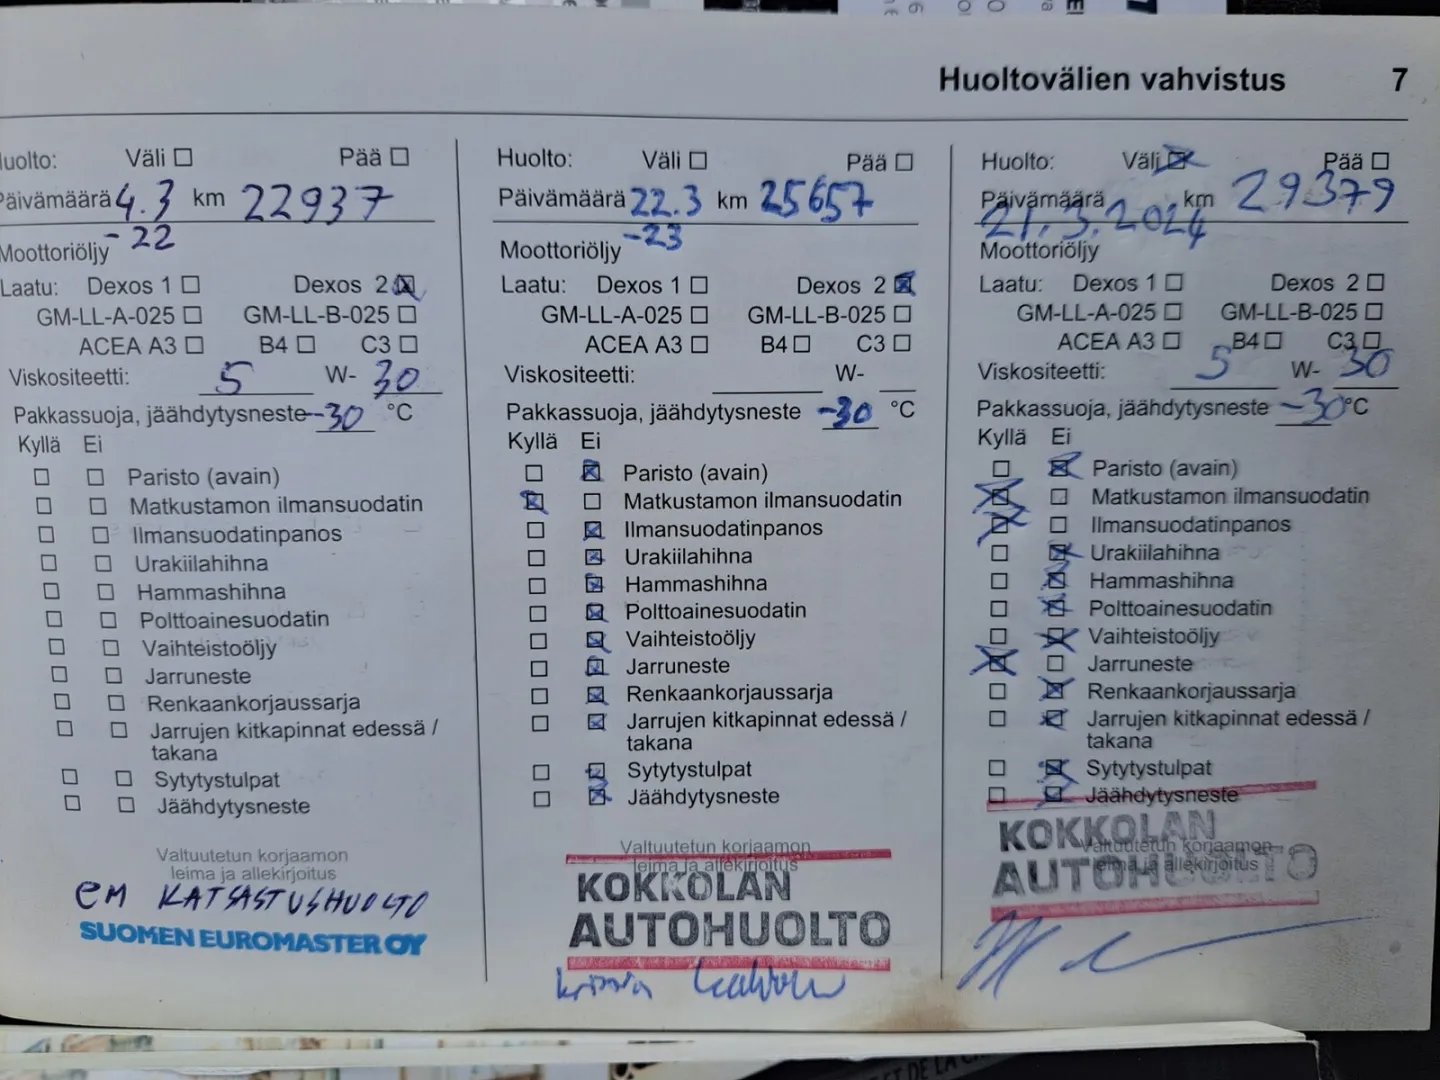 Huoltovälien vahvistus 7
Huolto: Väli ☐ Pää ☐
Päivämäärä 4.3 km 22937
-22
Moottoriöljy
Laatu: Dexos 1 ☐ Dexos 2 ☒
GM-LL-A-025 ☐ GM-LL-B-025 ☐
ACEA A3 ☐ B4 ☐ C3 ☐
Viskositeetti: 5 W- 30
Pakkassuoja, jäähdytysneste -30 °C
Kyllä Ei
☐ ☐ Paristo (avain)
☐ ☐ Matkustamon ilmansuodatin
☐ ☐ Ilmansuodatinpanos
☐ ☐ Urakiilahihna
☐ ☐ Hammashihna
☐ ☐ Polttoainesuodatin
☐ ☐ Vaihteistoöljy
☐ ☐ Jarruneste
☐ ☐ Renkaankorjaussarja
☐ ☐ Jarrujen kitkapinnat edessä /
takana
☐ ☐ Sytytystulpat
☐ ☐ Jäähdytysneste
Valtuutetun korjaamon
leima ja allekirjoitus
EM KATSASTUSHUOLTO
SUOMEN EUROMASTER OY
Huolto: Väli ☐ Pää ☐
Päivämäärä 22.3 km 25657
-23
Moottoriöljy
Laatu: Dexos 1 ☐ Dexos 2 ☒
GM-LL-A-025 ☐ GM-LL-B-025 ☐
ACEA A3 ☐ B4 ☐ C3 ☐
Viskositeetti: W-
Pakkassuoja, jäähdytysneste -30 °C
Kyllä Ei
☐ ☒ Paristo (avain)
☒ ☐ Matkustamon ilmansuodatin
☐ ☒ Ilmansuodatinpanos
☐ ☒ Urakiilahihna
☐ ☒ Hammashihna
☐ ☒ Polttoainesuodatin
☐ ☒ Vaihteistoöljy
☐ ☒ Jarruneste
☐ ☒ Renkaankorjaussarja
☐ ☒ Jarrujen kitkapinnat edessä /
takana
☐ ☒ Sytytystulpat
☐ ☒ Jäähdytysneste
Valtuutetun korjaamon
leima ja allekirjoitus
KOKKOLAN
AUTOHUOLTO
Huolto: Väli ☒ Pää ☐
Päivämäärä km 29379
21.3.2024
Moottoriöljy
Laatu: Dexos 1 ☐ Dexos 2 ☐
GM-LL-A-025 ☐ GM-LL-B-025 ☐
ACEA A3 ☐ B4 ☐ C3 ☐
Viskositeetti: 5 W- 30
Pakkassuoja, jäähdytysneste -30 °C
Kyllä Ei
☐ ☒ Paristo (avain)
☒ ☐ Matkustamon ilmansuodatin
☒ ☐ Ilmansuodatinpanos
☐ ☒ Urakiilahihna
☐ ☒ Hammashihna
☐ ☒ Polttoainesuodatin
☐ ☒ Vaihteistoöljy
☒ ☐ Jarruneste
☐ ☒ Renkaankorjaussarja
☐ ☒ Jarrujen kitkapinnat edessä /
takana
☐ ☒ Sytytystulpat
☐ ☒ Jäähdytysneste
Valtuutetun korjaamon
leima ja allekirjoitus
KOKKOLAN
AUTOHUOLTO